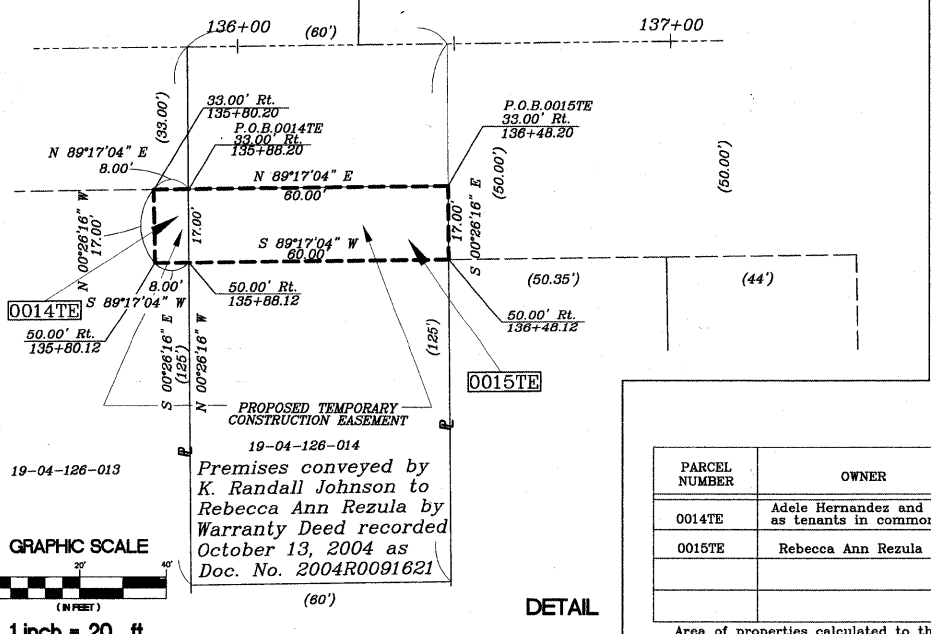 136+00
(60')
137+00
(33.00')
33.00' Rt.
135+80.20
P.O.B.0014TE
33.00' Rt.
135+88.20
P.O.B.0015TE
33.00' Rt.
136+48.20
N 89°17'04" E
8.00'
N 89°17'04" E
60.00'
(50.00')
(50.00')
N 00°26'16" W
17.00'
17.00'
17.00'
S 00°26'16" E
S 89°17'04" W
60.00'
0014TE
8.00'
S 89°17'04" W
50.00' Rt.
135+88.12
(50.35')
(44')
50.00' Rt.
135+80.12
S 00°26'16" E
(125')
N 00°26'16" W
(125')
50.00' Rt.
136+48.12
0015TE
PROPOSED TEMPORARY
CONSTRUCTION EASEMENT
PL
PL
19-04-126-013
19-04-126-014
Premises conveyed by
K. Randall Johnson to
Rebecca Ann Rezula by
Warranty Deed recorded
October 13, 2004 as
Doc. No. 2004R0091621
(60')
GRAPHIC SCALE
20' 40'
( IN FEET )
1 inch = 20 ft.
DETAIL
PARCEL
NUMBER
OWNER
0014TE
Adele Hernandez and
as tenants in common
0015TE
Rebecca Ann Rezula
Area of properties calculated to th